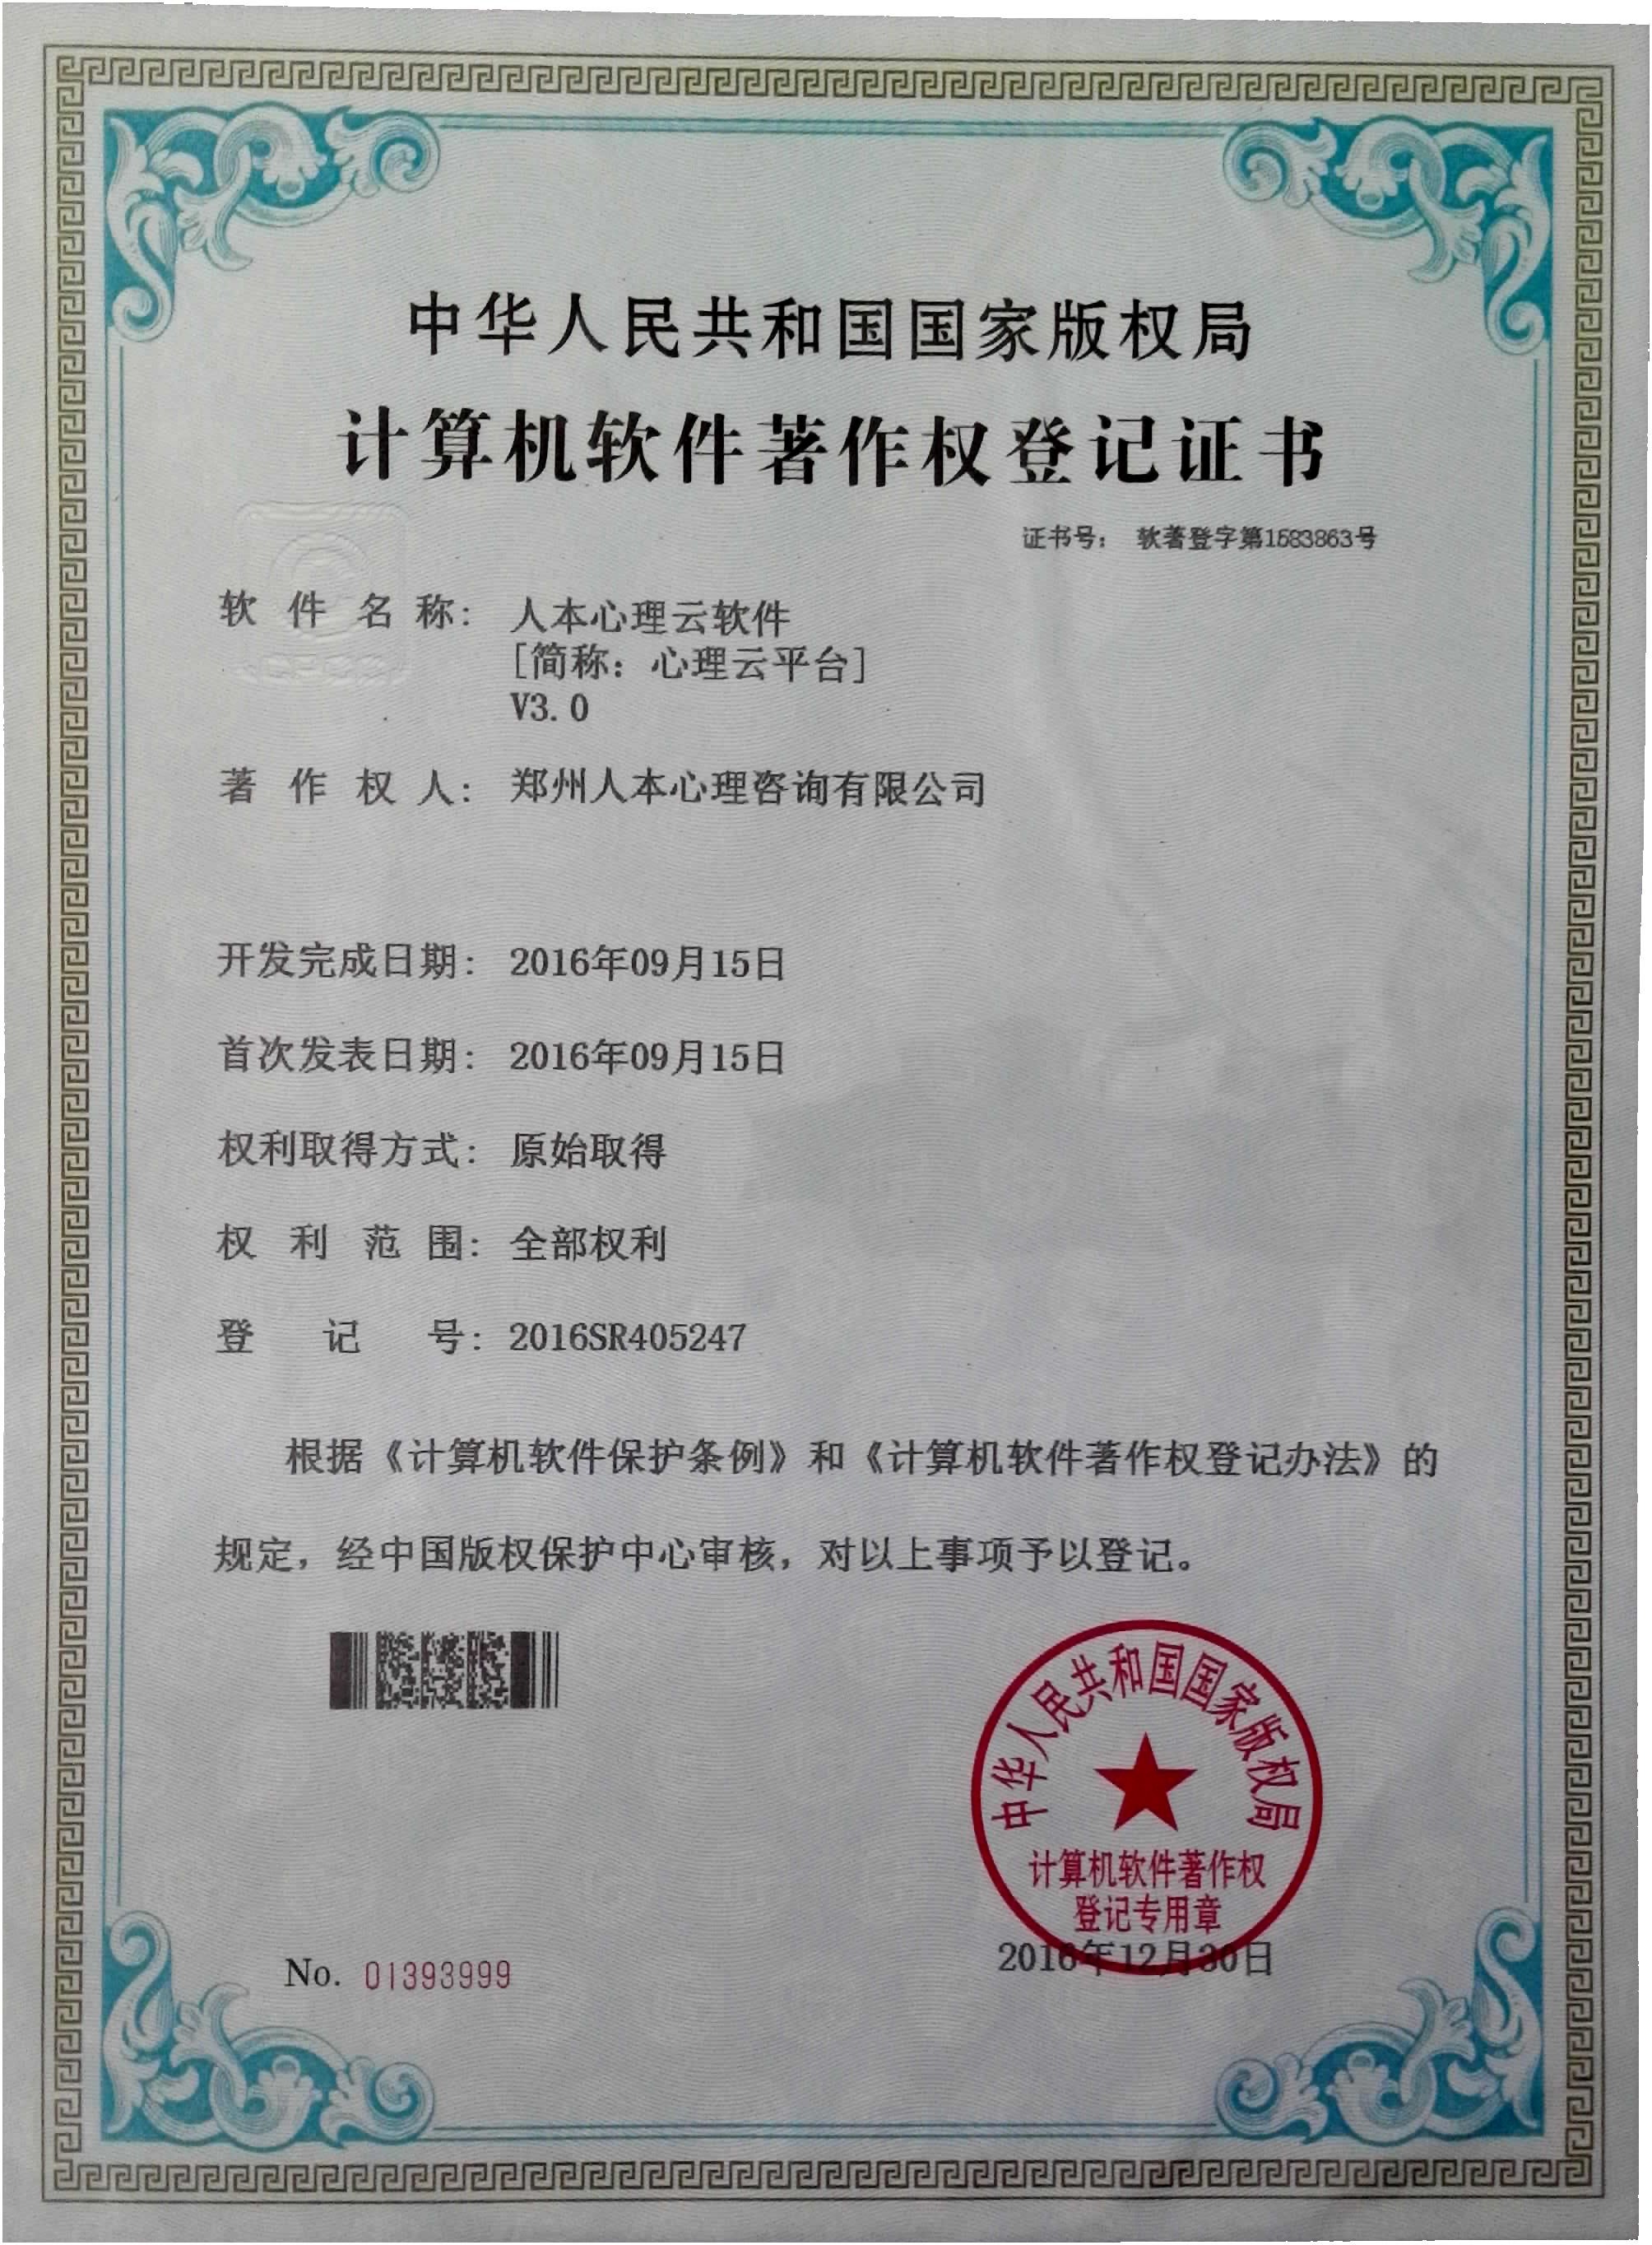 中华人民共和国国家版权局
计算机软件著作权登记证书
证书号： 软著登字第1583863号
软件名称： 人本心理云软件
[简称：心理云平台]
V3.0
著作权人： 郑州人本心理咨询有限公司
开发完成日期： 2016年09月15日
首次发表日期： 2016年09月15日
权利取得方式： 原始取得
权利范围： 全部权利
登记号： 2016SR405247
根据《计算机软件保护条例》和《计算机软件著作权登记办法》的
规定，经中国版权保护中心审核，对以上事项予以登记。
中华人民共和国国家版权局
计算机软件著作权
登记专用章
2016年12月30日
No. 01393999